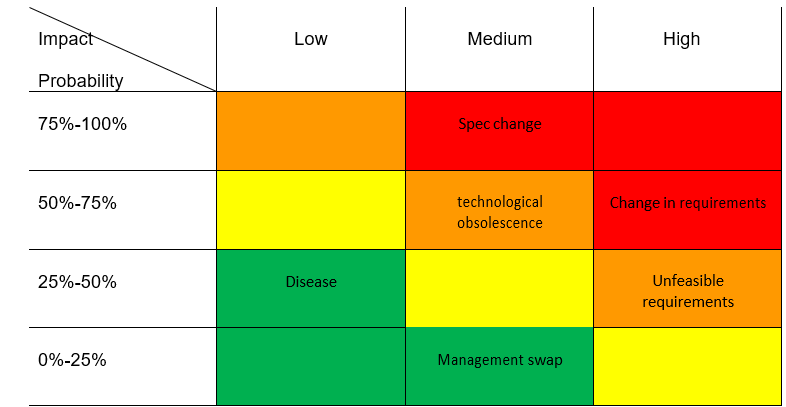 Impact
Low
Medium
High
Probability
75%-100%
Spec change
50%-75%
technological
obsolescence
Change in requirements
25%-50%
Disease
Unfeasible
requirements
0%-25%
Management swap